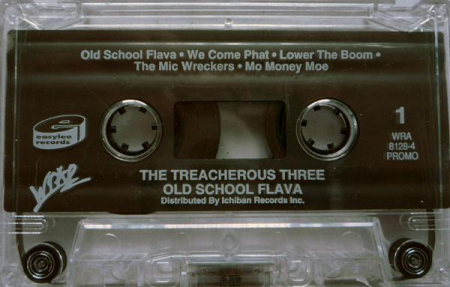 Old School Flava • We Come Phat • Lower The Boom •
The Mic Wreckers • Mo Money Moe
easylee
records
1
WRA
8128-4
PROMO
THE TREACHEROUS THREE
OLD SCHOOL FLAVA
Distributed By Ichiban Records Inc.